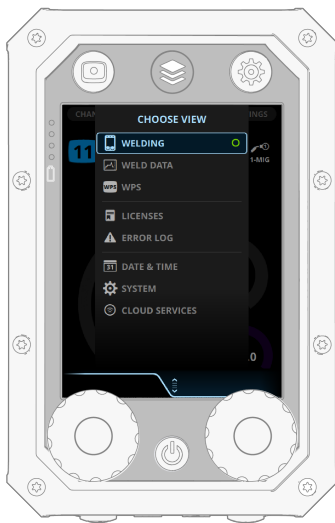 CHAN
NGS
CHOOSE VIEW
11
WELDING
1-MIG
WELD DATA
WPS
WPS
LICENSES
ERROR LOG
31
DATE & TIME
SYSTEM
CLOUD SERVICES
.0